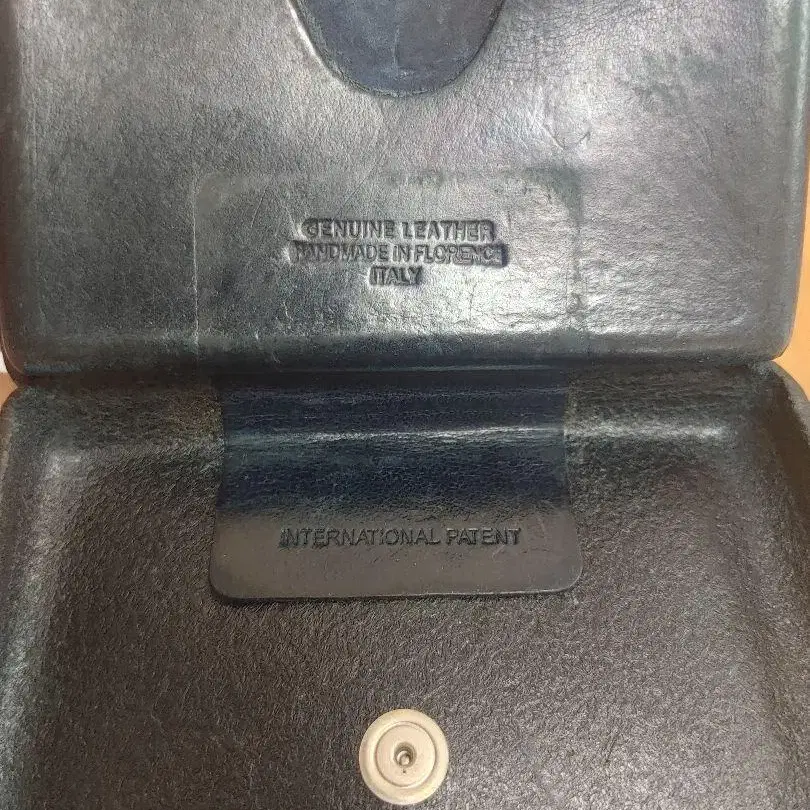 GENUINE LEATHER
HANDMADE IN FLORENCE
ITALY
INTERNATIONAL PATENT